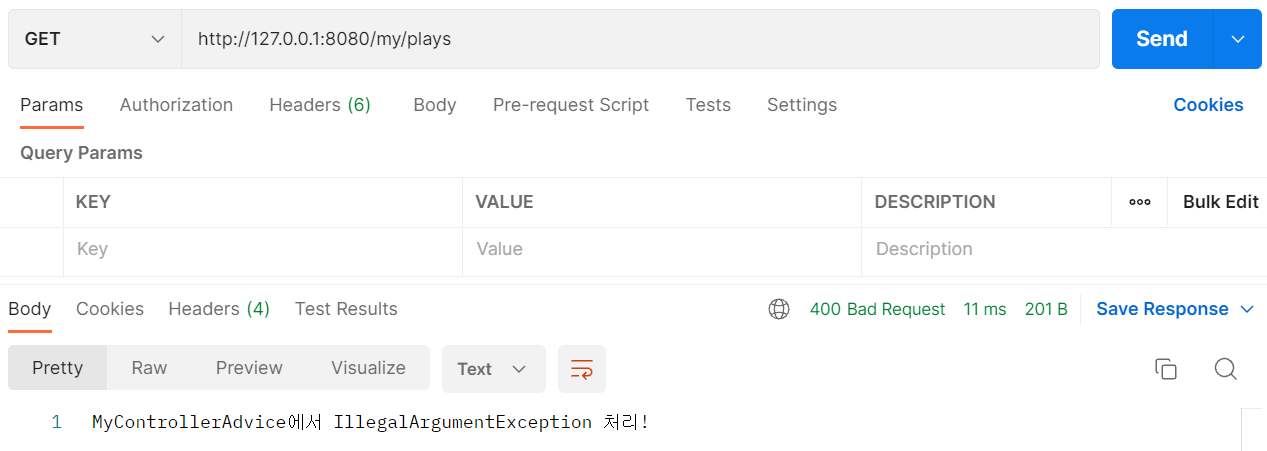 GET http://127.0.0.1:8080/my/plays Send
Params Authorization Headers (6) Body Pre-request Script Tests Settings Cookies
Query Params
KEY VALUE DESCRIPTION ooo Bulk Edit
Key Value Description
Body Cookies Headers (4) Test Results 400 Bad Request 11 ms 201 B Save Response
Pretty Raw Preview Visualize Text
1 MyControllerAdvice에서 IllegalArgumentException 처리!